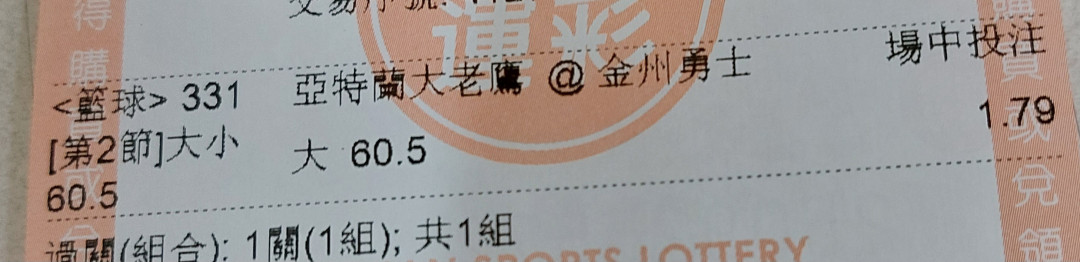 場中投注
<籃球> 331 亞特蘭大老鷹 @ 金州勇士
[第2節]大小 大 60.5 1.79
60.5
過關(組合): 1關(1組); 共1組
SPORTS LOTTERY